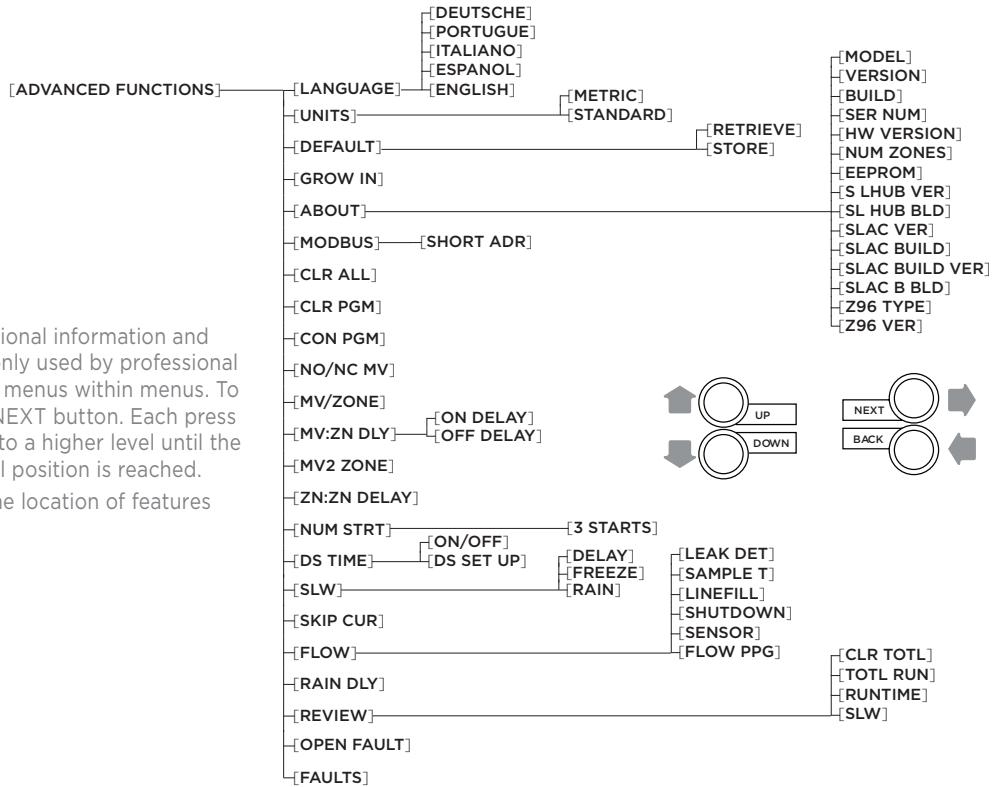 [ADVANCED FUNCTIONS]
[LANGUAGE]
[DEUTSCHE]
[PORTUGUE]
[ITALIANO]
[ESPANOL]
[ENGLISH]
[UNITS]
[METRIC]
[STANDARD]
[DEFAULT]
[RETRIEVE]
[STORE]
[GROW IN]
[ABOUT]
[MODEL]
[VERSION]
[BUILD]
[SER NUM]
[HW VERSION]
[NUM ZONES]
[EEPROM]
[S LHUB VER]
[SL HUB BLD]
[SLAC VER]
[SLAC BUILD]
[SLAC BUILD VER]
[SLAC B BLD]
[Z96 TYPE]
[Z96 VER]
[MODBUS]
[SHORT ADR]
[CLR ALL]
[CLR PGM]
[CON PGM]
[NO/NC MV]
[MV/ZONE]
[MV:ZN DLY]
[ON DELAY]
[OFF DELAY]
[MV2 ZONE]
[ZN:ZN DELAY]
[NUM STRT]
[3 STARTS]
[DS TIME]
[ON/OFF]
[DS SET UP]
[SLW]
[DELAY]
[FREEZE]
[RAIN]
[SKIP CUR]
[FLOW]
[LEAK DET]
[SAMPLE T]
[LINEFILL]
[SHUTDOWN]
[SENSOR]
[FLOW PPG]
[RAIN DLY]
[REVIEW]
[CLR TOTL]
[TOTL RUN]
[RUNTIME]
[SLW]
[OPEN FAULT]
[FAULTS]
ional information and
only used by professional
menus within menus. To
NEXT button. Each press
to a higher level until the
l position is reached.
he location of features
UP
DOWN
NEXT
BACK